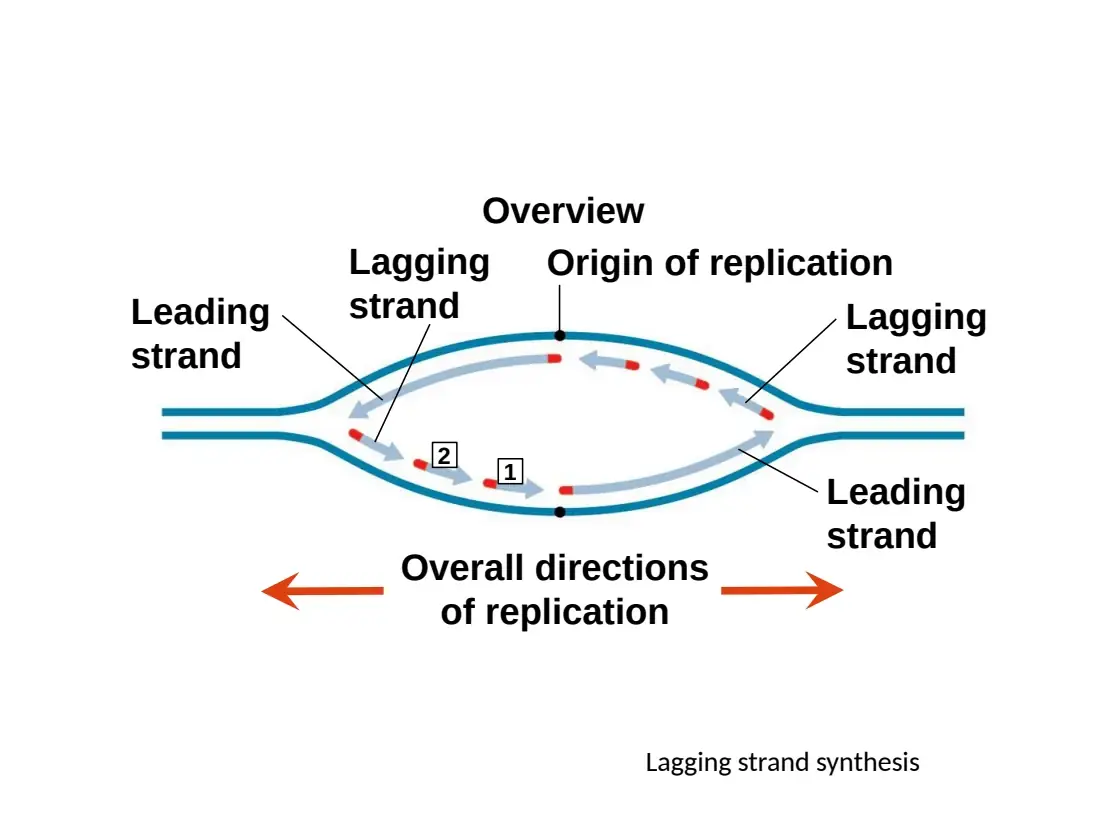 Overview
Lagging
strand
Origin of replication
Leading
strand
Lagging
strand
2
1
Leading
strand
Overall directions
of replication
Lagging strand synthesis